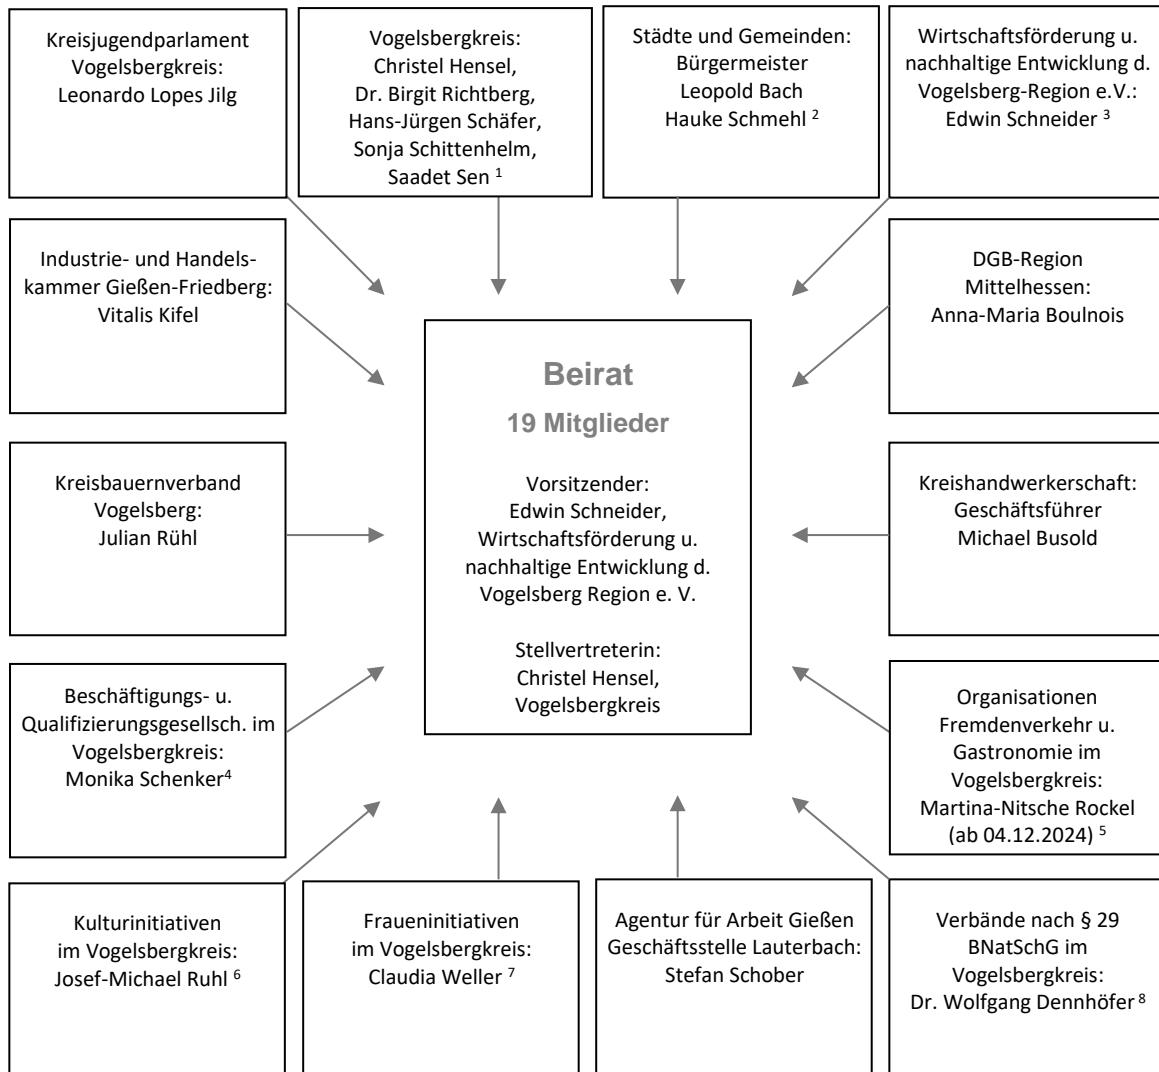 Kreisjugendparlament
Vogelsbergkreis:
Leonardo Lopes Jilg
Vogelsbergkreis:
Christel Hensel,
Dr. Birgit Richtberg,
Hans-Jürgen Schäfer,
Sonja Schittenhelm,
Saadet Sen ¹
Städte und Gemeinden:
Bürgermeister
Leopold Bach
Hauke Schmehl ²
Wirtschaftsförderung u.
nachhaltige Entwicklung d.
Vogelsberg-Region e.V.:
Edwin Schneider ³
Industrie- und Handels-
kammer Gießen-Friedberg:
Vitalis Kifel
DGB-Region
Mittelhessen:
Anna-Maria Boulnois
Beirat
19 Mitglieder
Vorsitzender:
Edwin Schneider,
Wirtschaftsförderung u.
nachhaltige Entwicklung d.
Vogelsberg Region e. V.
Stellvertreterin:
Christel Hensel,
Vogelsbergkreis
Kreisbauernverband
Vogelsberg:
Julian Rühl
Kreishandwerkerschaft:
Geschäftsführer
Michael Busold
Beschäftigungs- u.
Qualifizierungsgesellsch. im
Vogelsbergkreis:
Monika Schenker⁴
Organisationen
Fremdenverkehr u.
Gastronomie im
Vogelsbergkreis:
Martina-Nitsche Rockel
(ab 04.12.2024) ⁵
Kulturinitiativen
im Vogelsbergkreis:
Josef-Michael Ruhl ⁶
Fraueninitiativen
im Vogelsbergkreis:
Claudia Weller ⁷
Agentur für Arbeit Gießen
Geschäftsstelle Lauterbach:
Stefan Schober
Verbände nach § 29
BNatSchG im
Vogelsbergkreis:
Dr. Wolfgang Dennhöfer ⁸